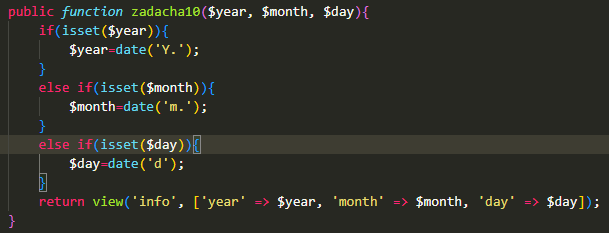 public function zadacha10($year, $month, $day){
if(isset($year)){
$year=date('Y.');
}
else if(isset($month)){
$month=date('m.');
}
else if(isset($day)){
$day=date('d');
}
return view('info', ['year' => $year, 'month' => $month, 'day' => $day]);
}